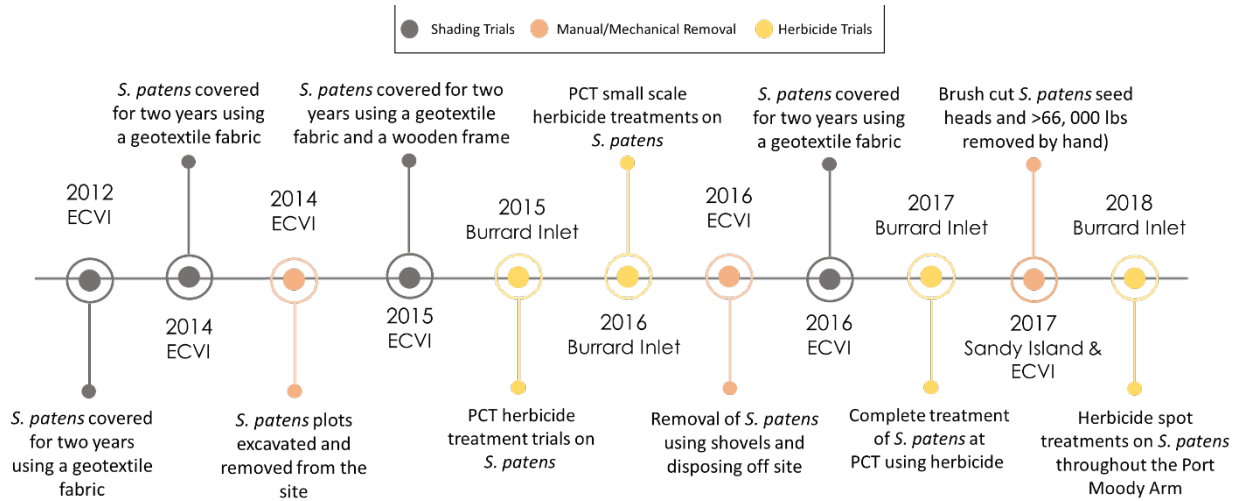 Shading Trials
Manual/Mechanical Removal
Herbicide Trials
S. patens covered
for two years using
a geotextile fabric
S. patens covered for two
years using a geotextile
fabric and a wooden frame
PCT small scale
herbicide treatments on
S. patens
S. patens covered
for two years using
a geotextile fabric
Brush cut S. patens seed
heads and >66, 000 lbs
removed by hand)
2012
ECVI
2014
ECVI
2015
Burrard Inlet
2016
ECVI
2017
Burrard Inlet
2018
Burrard Inlet
2014
ECVI
2015
ECVI
2016
Burrard Inlet
2016
ECVI
2017
Sandy Island &
ECVI
S. patens covered
for two years
using a geotextile
fabric
S. patens plots
excavated and
removed from the
site
PCT herbicide
treatment trials on
S. patens
Removal of S. patens
using shovels and
disposing off site
Complete treatment
of S. patens at
PCT using herbicide
Herbicide spot
treatments on S. patens
throughout the Port
Moody Arm